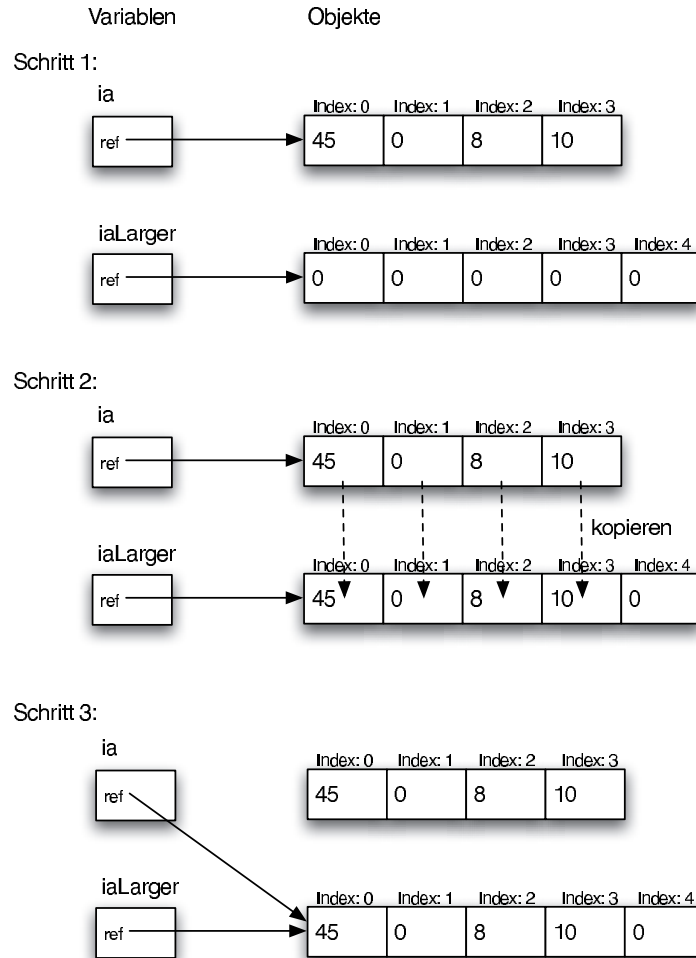 Variablen Objekte
Schritt 1:
ia
Index: 0 Index: 1 Index: 2 Index: 3
ref 45 0 8 10
iaLarger
Index: 0 Index: 1 Index: 2 Index: 3 Index: 4
ref 0 0 0 0 0
Schritt 2:
ia
Index: 0 Index: 1 Index: 2 Index: 3
ref 45 0 8 10
kopieren
iaLarger
Index: 0 Index: 1 Index: 2 Index: 3 Index: 4
ref 45 0 8 10 0
Schritt 3:
ia
Index: 0 Index: 1 Index: 2 Index: 3
ref 45 0 8 10
iaLarger
Index: 0 Index: 1 Index: 2 Index: 3 Index: 4
ref 45 0 8 10 0